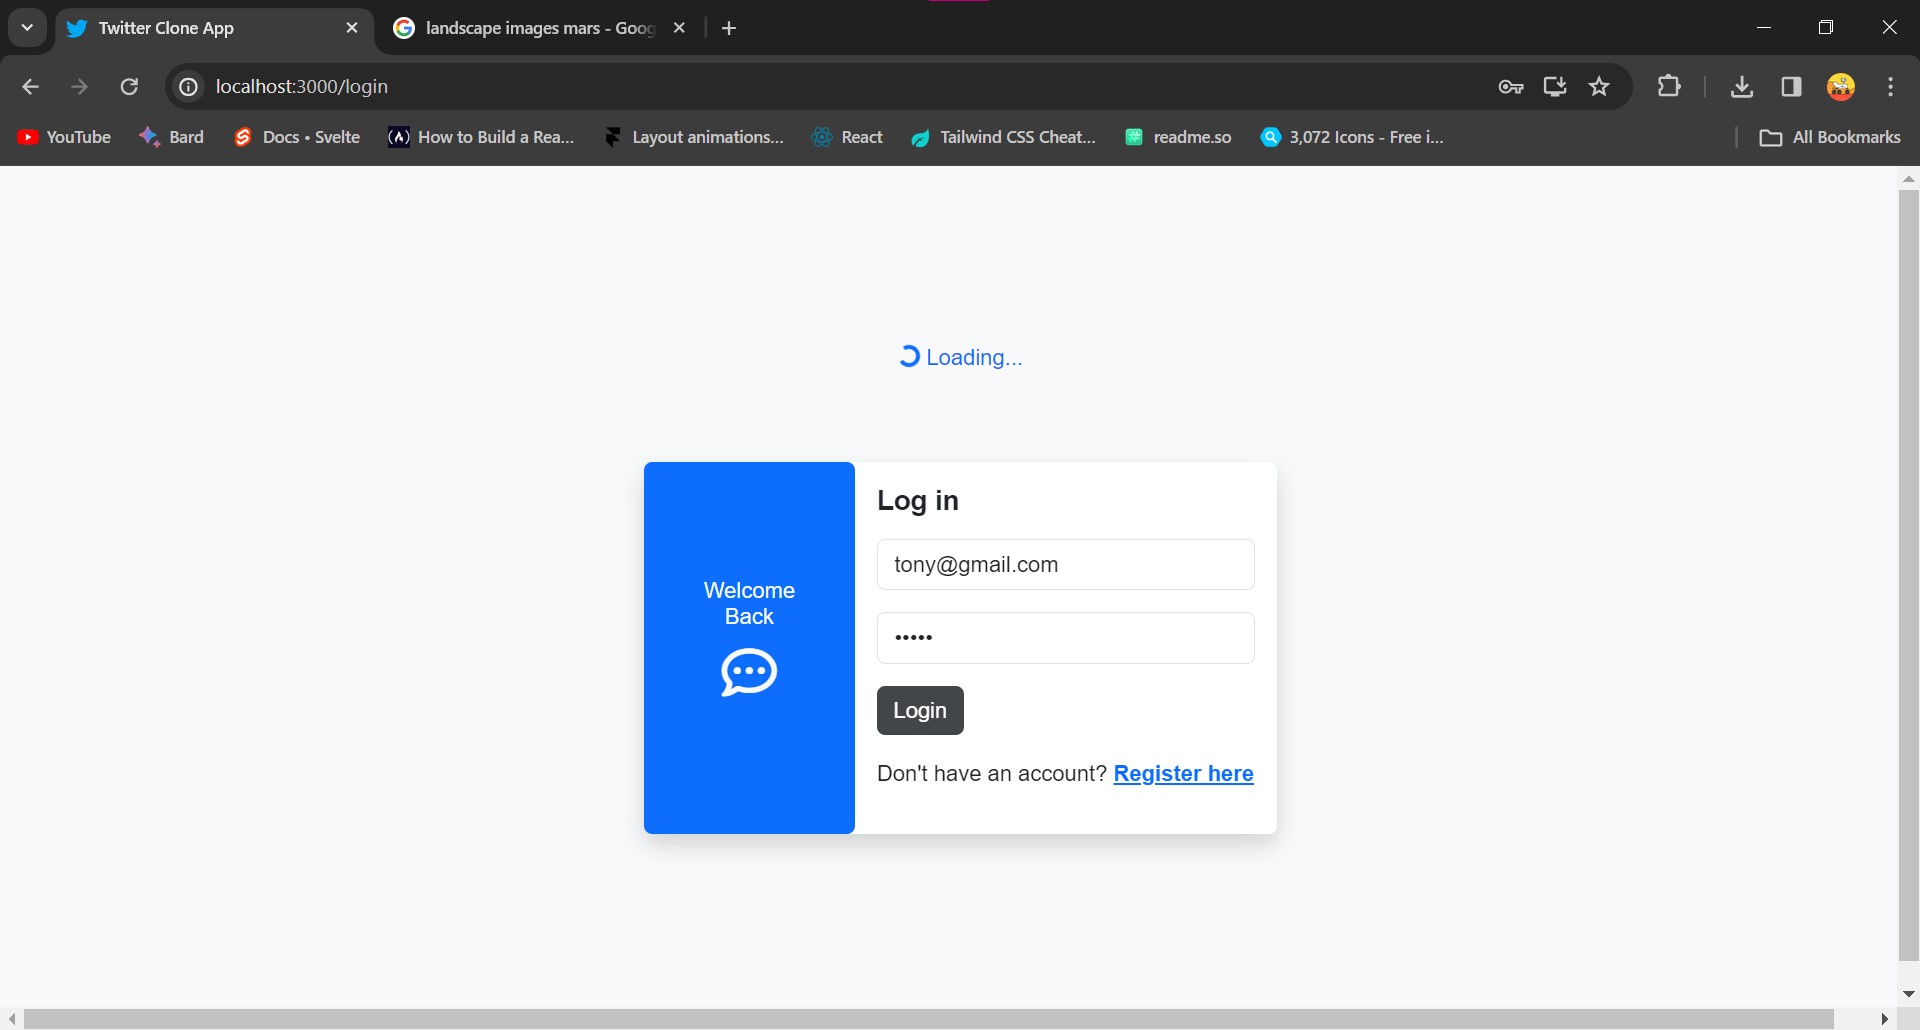 Twitter Clone App
landscape images mars - Goog
localhost:3000/login
YouTube
Bard
Docs • Svelte
How to Build a Rea...
Layout animations...
React
Tailwind CSS Cheat...
readme.so
3,072 Icons - Free i...
All Bookmarks
Loading...
Welcome
Back
Log in
tony@gmail.com
•••••
Login
Don't have an account? Register here